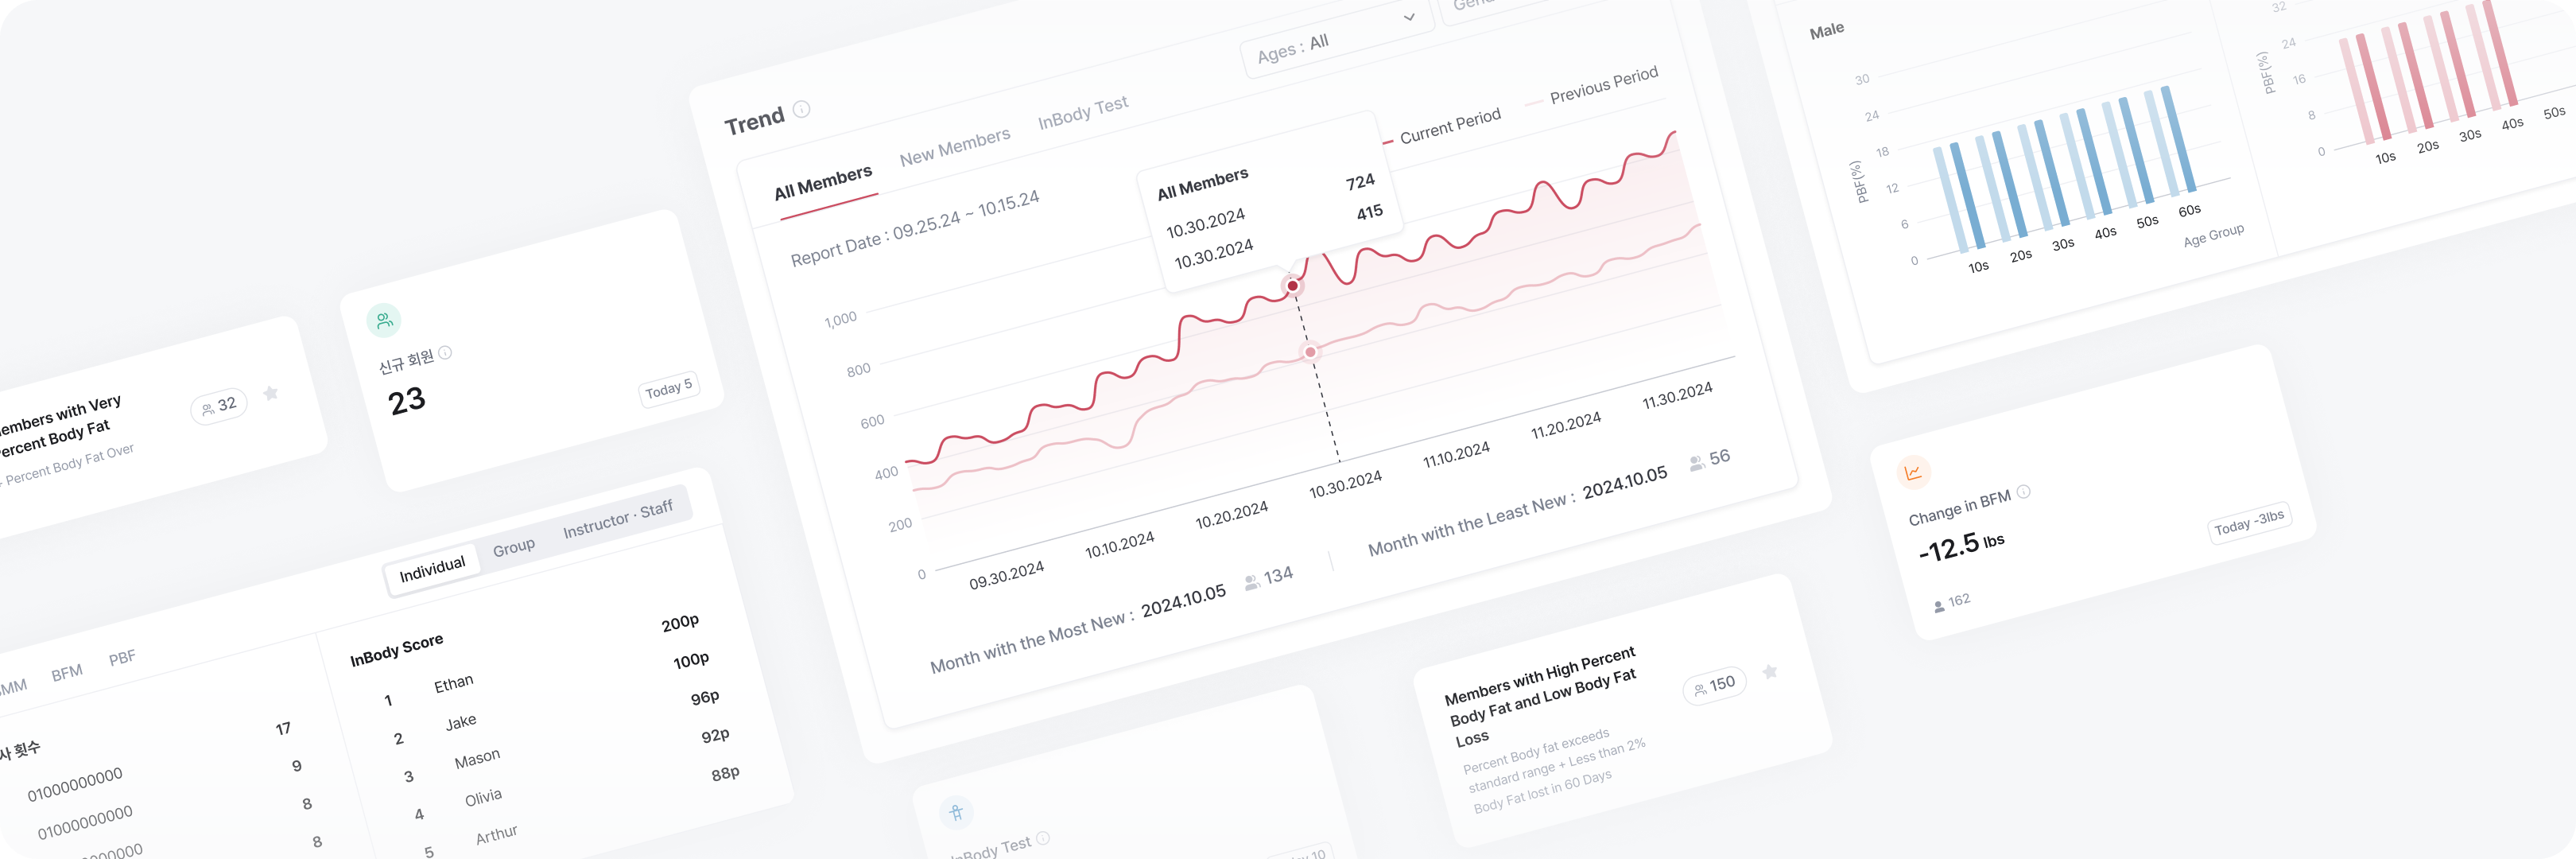 Members with Very
Percent Body Fat
+ Percent Body Fat Over
32
신규 회원
23
Today 5
Individual
Group
Instructor · Staff
BFM
PBF
17
01000000000
9
01000000000
8
8
InBody Score
1 Ethan 200p
2 Jake 100p
3 Mason 96p
4 Olivia 92p
5 Arthur 88p
Trend
Ages : All
All Members
New Members
InBody Test
Report Date : 09.25.24 ~ 10.15.24
Current Period
Previous Period
All Members
10.30.2024 724
10.30.2024 415
1,000
800
600
400
200
0
09.30.2024
10.10.2024
10.20.2024
10.30.2024
11.10.2024
11.20.2024
11.30.2024
Month with the Most New : 2024.10.05 134
Month with the Least New : 2024.10.05 56
InBody Test
Members with High Percent
Body Fat and Low Body Fat
Loss
150
Percent Body fat exceeds
standard range + Less than 2%
Body Fat lost in 60 Days
Male
PBF(%)
30
24
18
12
6
0
10s
20s
30s
40s
50s
60s
Age Group
PBF(%)
32
24
16
8
0
10s
20s
30s
40s
50s
Change in BFM
-12.5 lbs
Today -3lbs
162